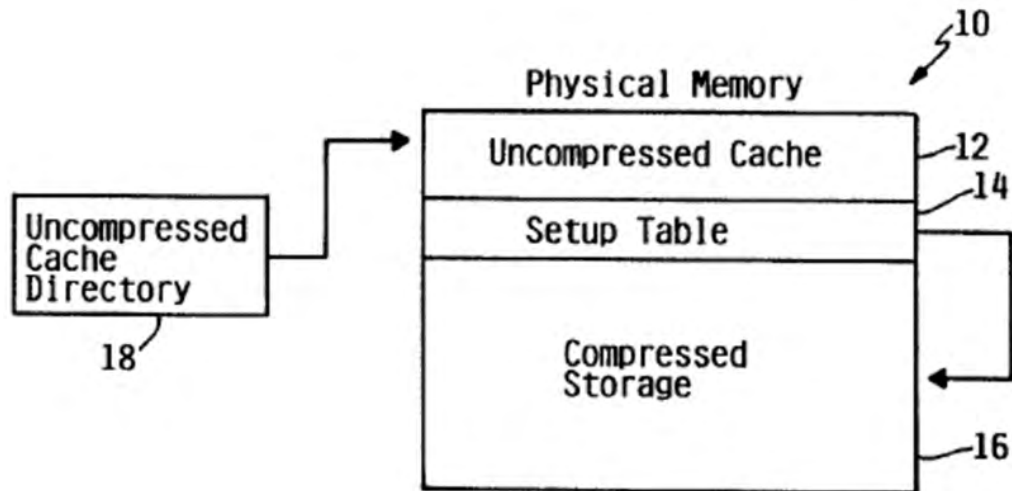 10
Physical Memory
Uncompressed Cache
12
14
Setup Table
Uncompressed
Cache
Directory
18
Compressed
Storage
16